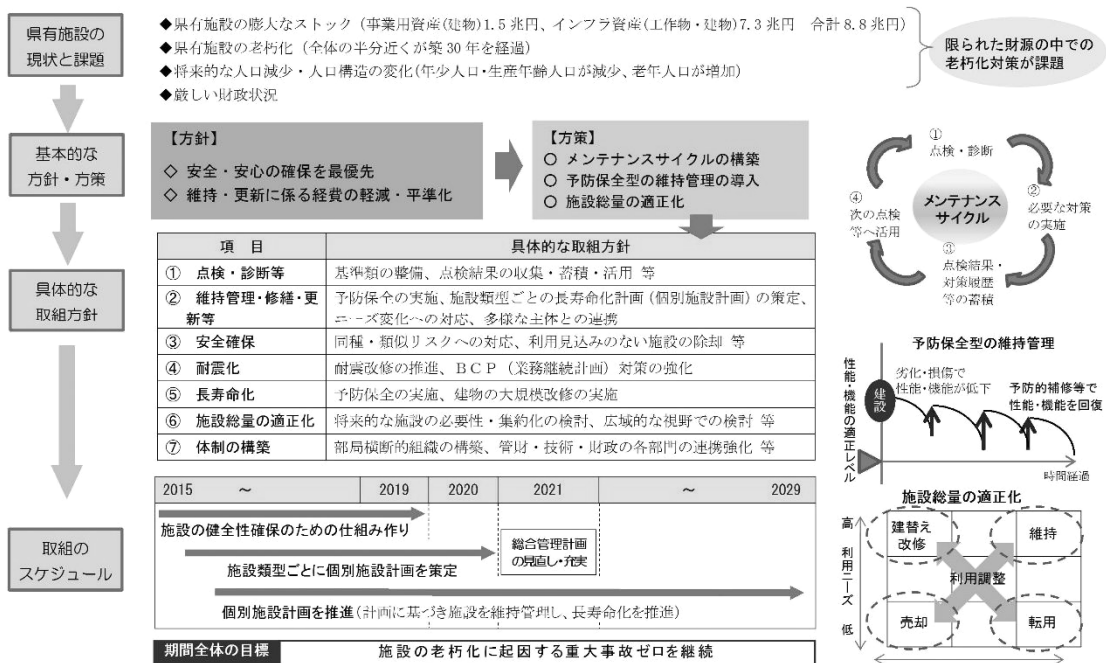 県有施設の
現状と課題
◆県有施設の膨大なストック（事業用資産(建物)1.5兆円、インフラ資産(工作物・建物)7.3兆円　合計8.8兆円）
◆県有施設の老朽化（全体の半分近くが築30年を経過）
◆将来的な人口減少・人口構造の変化(年少人口・生産年齢人口が減少、老年人口が増加)
◆厳しい財政状況
限られた財源の中での
老朽化対策が課題
基本的な
方針・方策
【方針】
◇ 安全・安心の確保を最優先
◇ 維持・更新に係る経費の軽減・平準化
【方策】
○ メンテナンスサイクルの構築
○ 予防保全型の維持管理の導入
○ 施設総量の適正化
①
点検・診断
②
必要な対策
の実施
③
点検結果・
対策履歴
等の蓄積
④
次の点検
等へ活用
メンテナンス
サイクル
具体的な
取組方針
項　目　具体的な取組方針
① 点検・診断等　基準類の整備、点検結果の収集・蓄積・活用 等
② 維持管理・修繕・更
新等
予防保全の実施、施設類型ごとの長寿命化計画(個別施設計画)の策定、
ニーズ変化への対応、多様な主体との連携
③ 安全確保　同種・類似リスクへの対応、利用見込みのない施設の除却 等
④ 耐震化　耐震改修の推進、BCP（業務継続計画）対策の強化
⑤ 長寿命化　予防保全の実施、建物の大規模改修の実施
⑥ 施設総量の適正化　将来的な施設の必要性・集約化の検討、広域的な視野での検討 等
⑦ 体制の構築　部局横断的組織の構築、管財・技術・財政の各部門の連携強化 等
予防保全型の維持管理
性能・機能の適正レベル
建設
劣化・損傷で
性能・機能が低下
予防的補修等で
性能・機能を回復
時間経過
取組の
スケジュール
2015　～　2019　2020　2021　～　2029
施設の健全性確保のための仕組み作り
施設類型ごとに個別施設計画を策定
総合管理計画
の見直し・充実
個別施設計画を推進(計画に基づき施設を維持管理し、長寿命化を推進)
期間全体の目標　施設の老朽化に起因する重大事故ゼロを継続
施設総量の適正化
高　利用ニーズ　低
建替え
改修
維持
利用調整
売却
転用